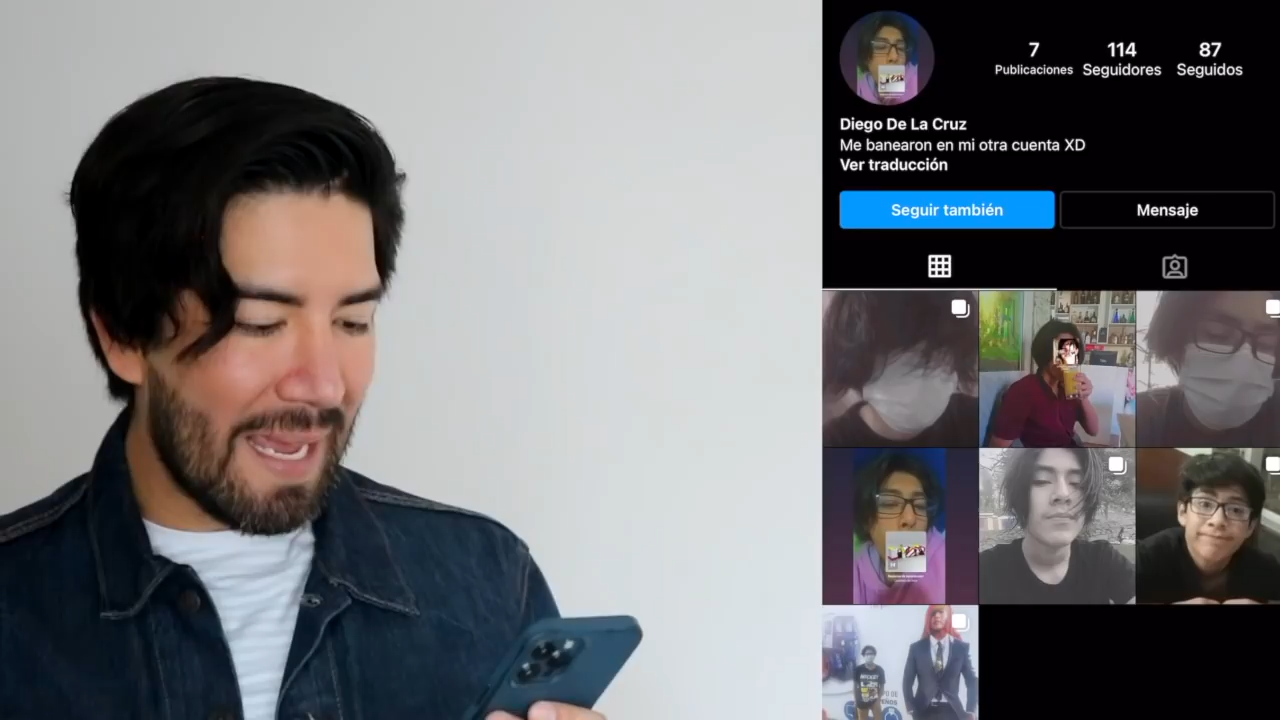 7 114 87
Publicaciones Seguidores Seguidos
Diego De La Cruz
Me banearon en mi otra cuenta XD
Ver traducción
Seguir también Mensaje